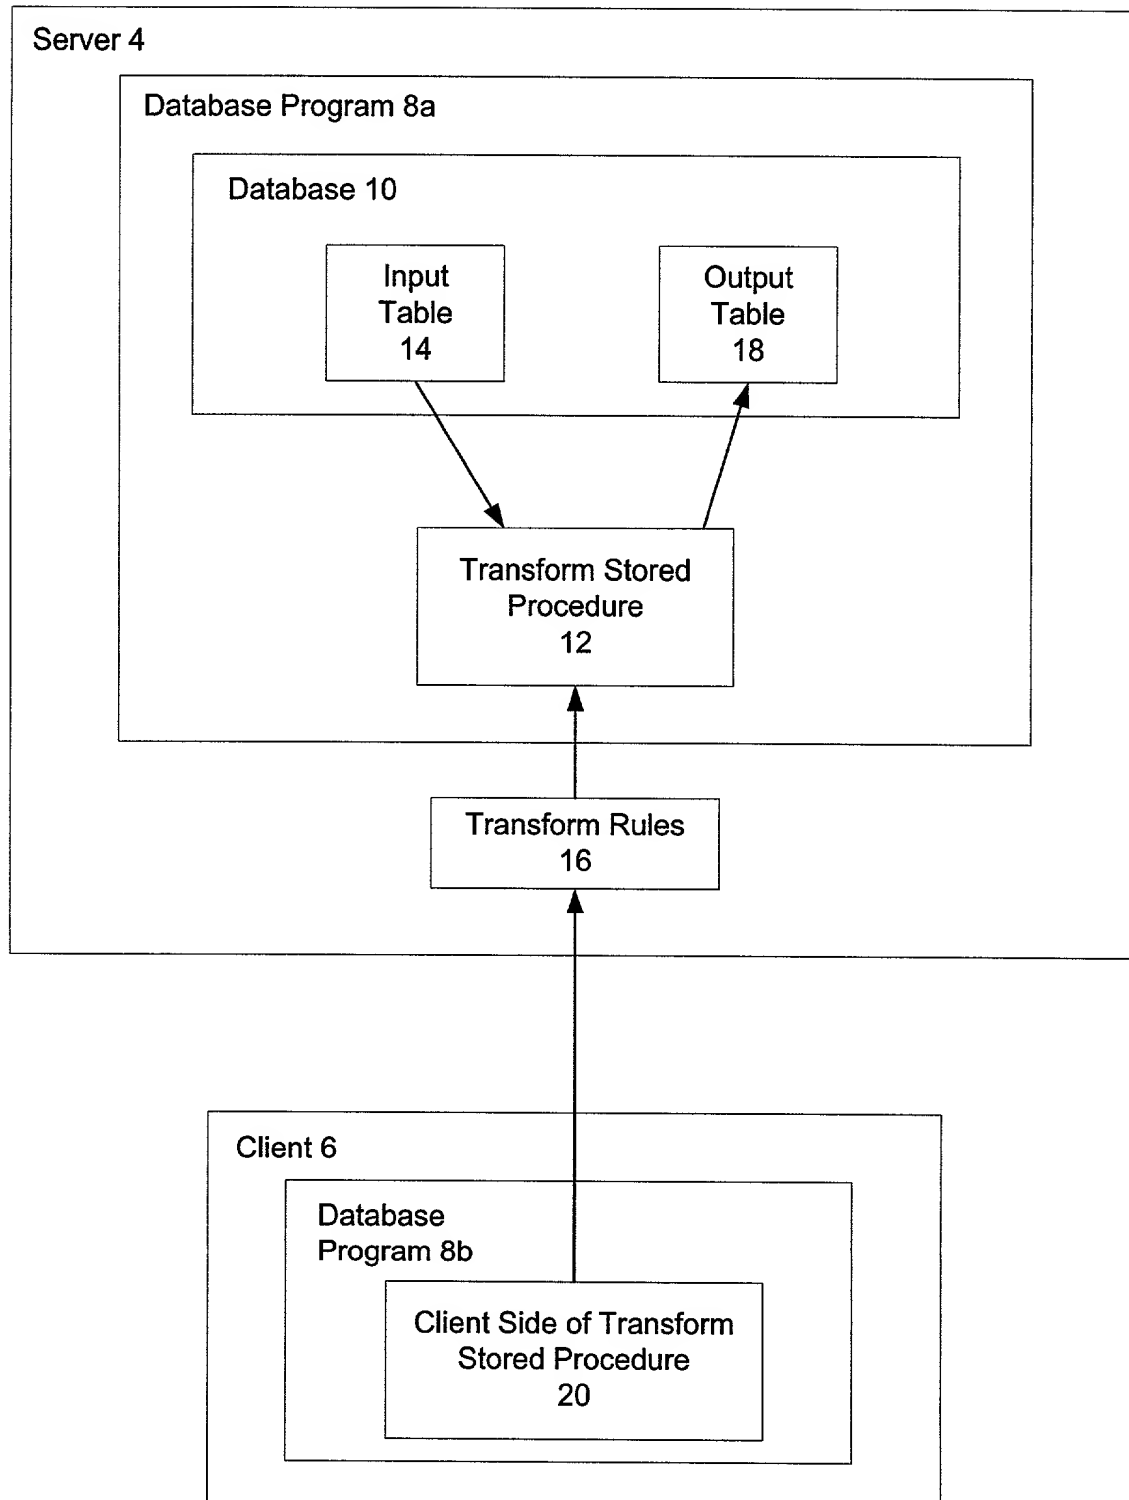 Server 4
Database Program 8a
Database 10
Input
Table
14
Output
Table
18
Transform Stored
Procedure
12
Transform Rules
16
Client 6
Database
Program 8b
Client Side of Transform
Stored Procedure
20